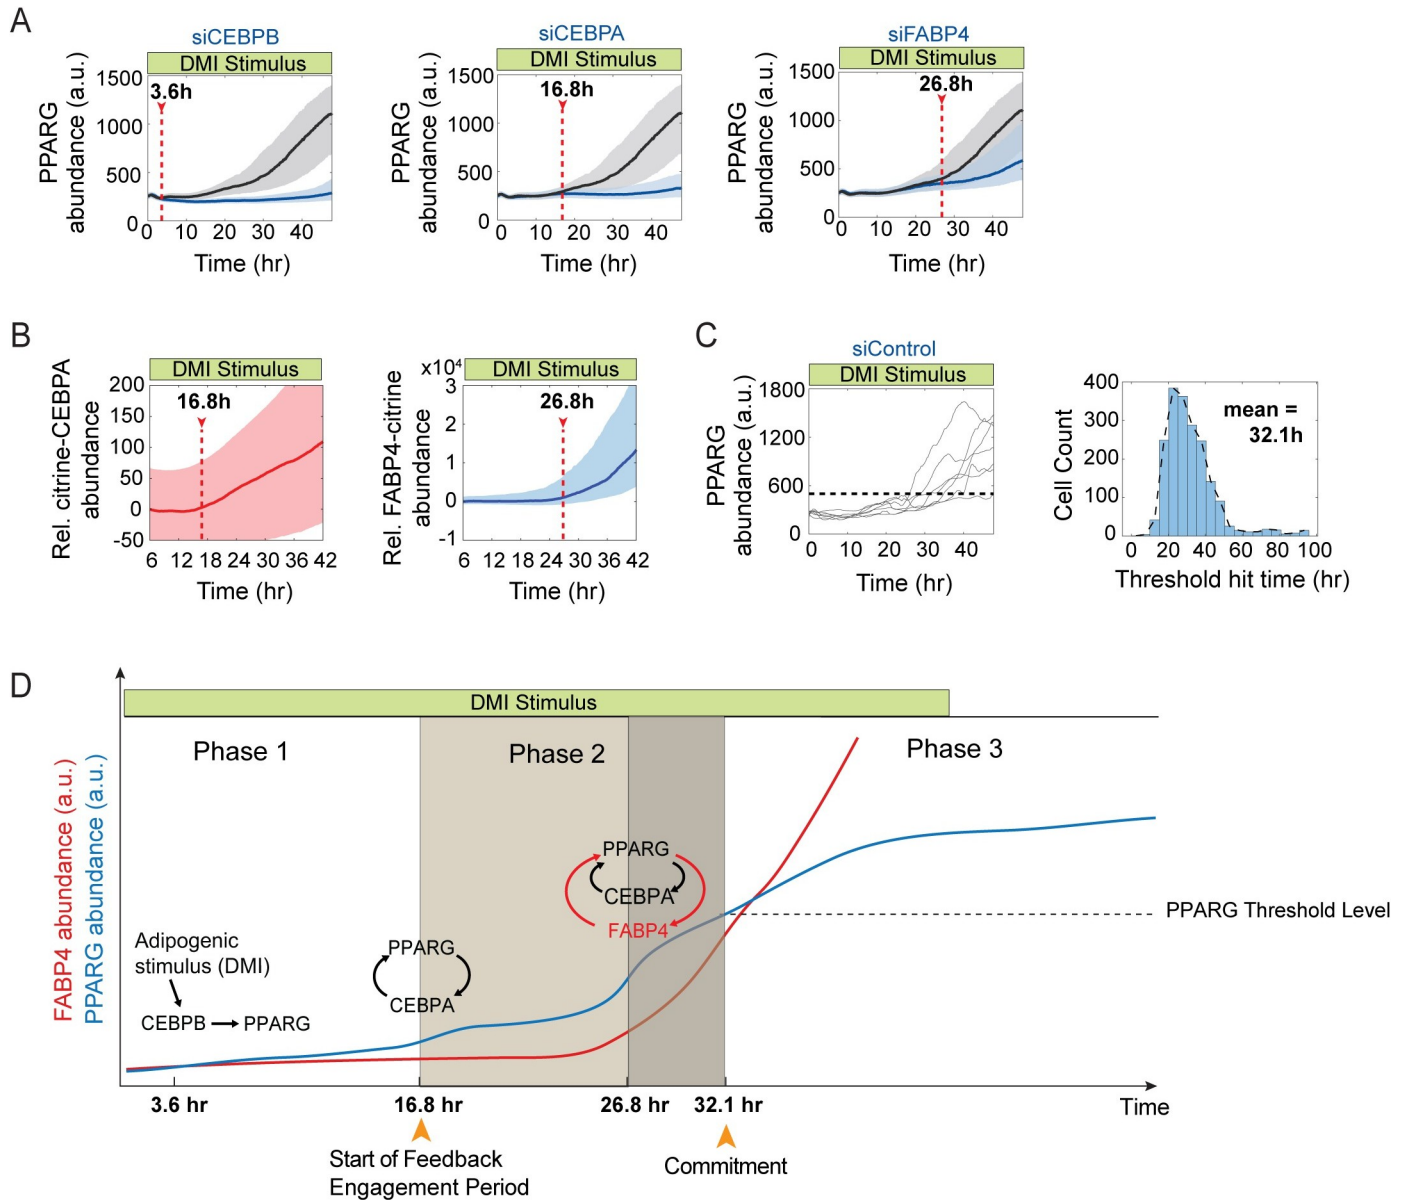 A
siCEBPB
DMI Stimulus
3.6h
PPARG
abundance (a.u.)
1500
1000
500
0
0 10 20 30 40
Time (hr)
siCEBPA
DMI Stimulus
16.8h
PPARG
abundance (a.u.)
1500
1000
500
0
0 10 20 30 40
Time (hr)
siFABP4
DMI Stimulus
26.8h
PPARG
abundance (a.u.)
1500
1000
500
0
0 10 20 30 40
Time (hr)
B
DMI Stimulus
16.8h
Rel. citrine-CEBPA
abundance
200
150
100
50
0
-50
6 12 18 24 30 36 42
Time (hr)
x10⁴
DMI Stimulus
26.8h
Rel. FABP4-citrine
abundance
3
2
1
0
-1
6 12 18 24 30 36 42
Time (hr)
C
siControl
DMI Stimulus
PPARG
abundance (a.u.)
1800
1200
600
0
0 10 20 30 40
Time (hr)
mean =
32.1h
Cell Count
400
300
200
100
0
0 20 40 60 80 100
Threshold hit time (hr)
D
DMI Stimulus
Phase 1
Phase 2
Phase 3
FABP4 abundance (a.u.)
PPARG abundance (a.u.)
Adipogenic
stimulus (DMI)
CEBPB PPARG
PPARG
CEBPA
PPARG
CEBPA
FABP4
PPARG Threshold Level
3.6 hr 16.8 hr 26.8 hr 32.1 hr Time
Start of Feedback
Engagement Period
Commitment